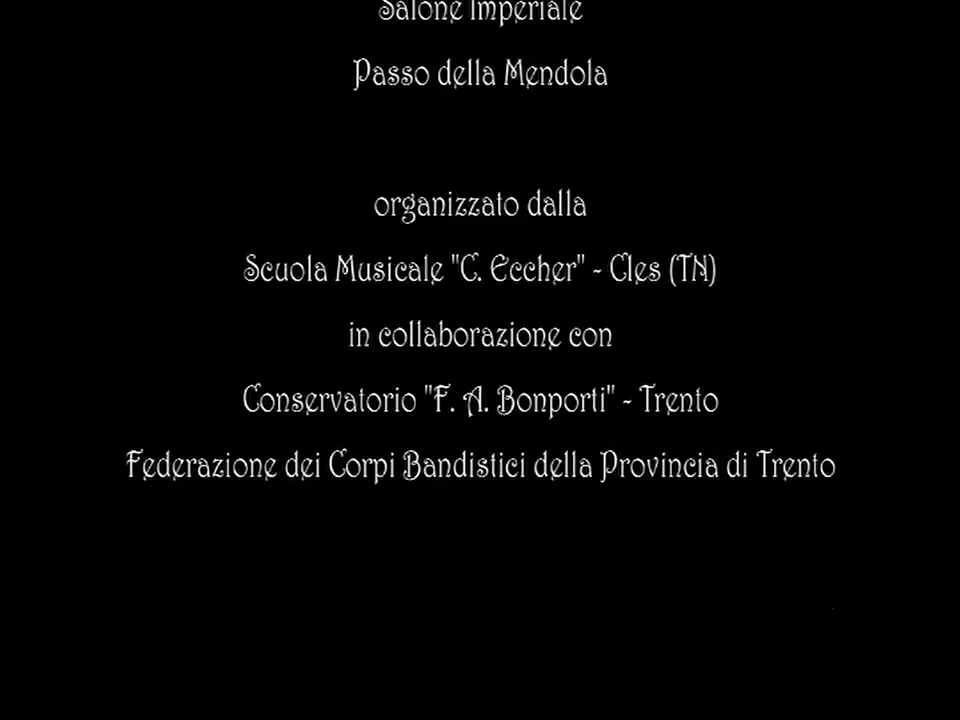 Salone Imperiale
Passo della Mendola
organizzato dalla
Scuola Musicale "C. Eccher" - Cles (TN)
in collaborazione con
Conservatorio "F. A. Bonporti" - Trento
Federazione dei Corpi Bandistici della Provincia di Trento